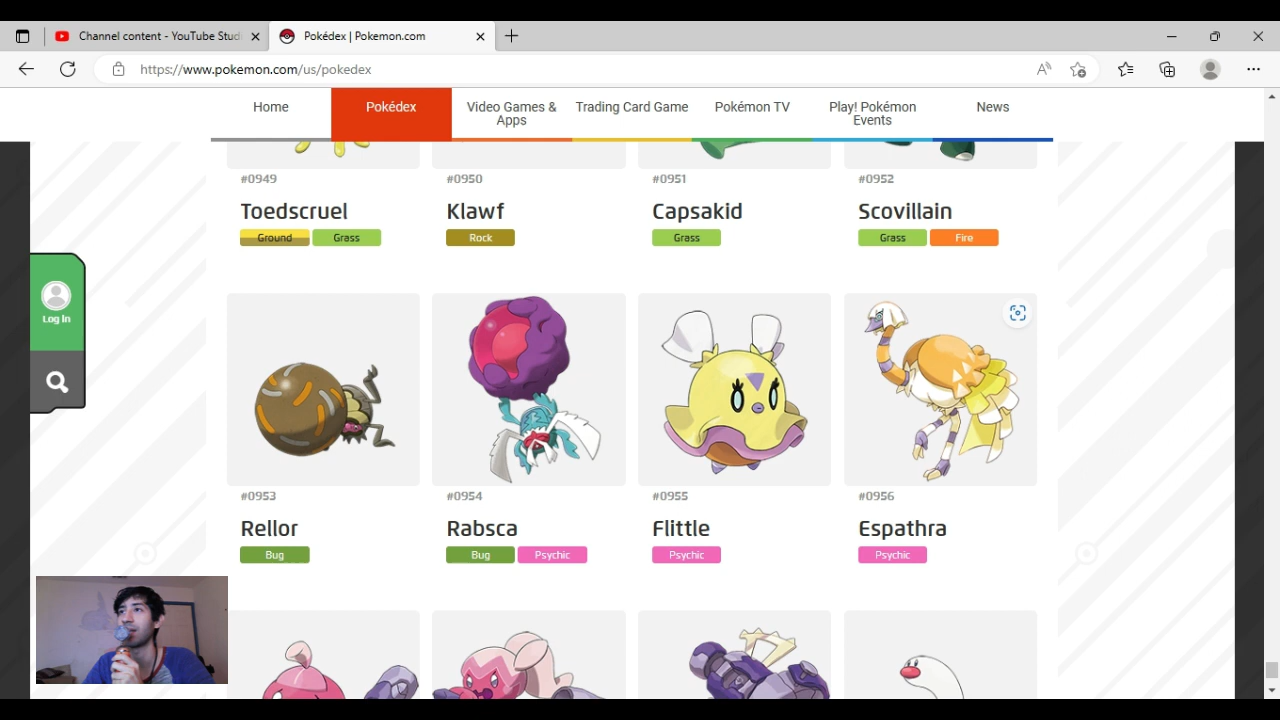 Channel content - YouTube Stud
Pokédex | Pokemon.com
https://www.pokemon.com/us/pokedex
Home
Pokédex
Video Games &
Apps
Trading Card Game
Pokémon TV
Play! Pokémon
Events
News
#0949
#0950
#0951
#0952
Toedscruel
Klawf
Capsakid
Scovillain
Ground Grass
Rock
Grass
Grass Fire
Log In
#0953
#0954
#0955
#0956
Rellor
Rabsca
Flittle
Espathra
Bug
Bug Psychic
Psychic
Psychic